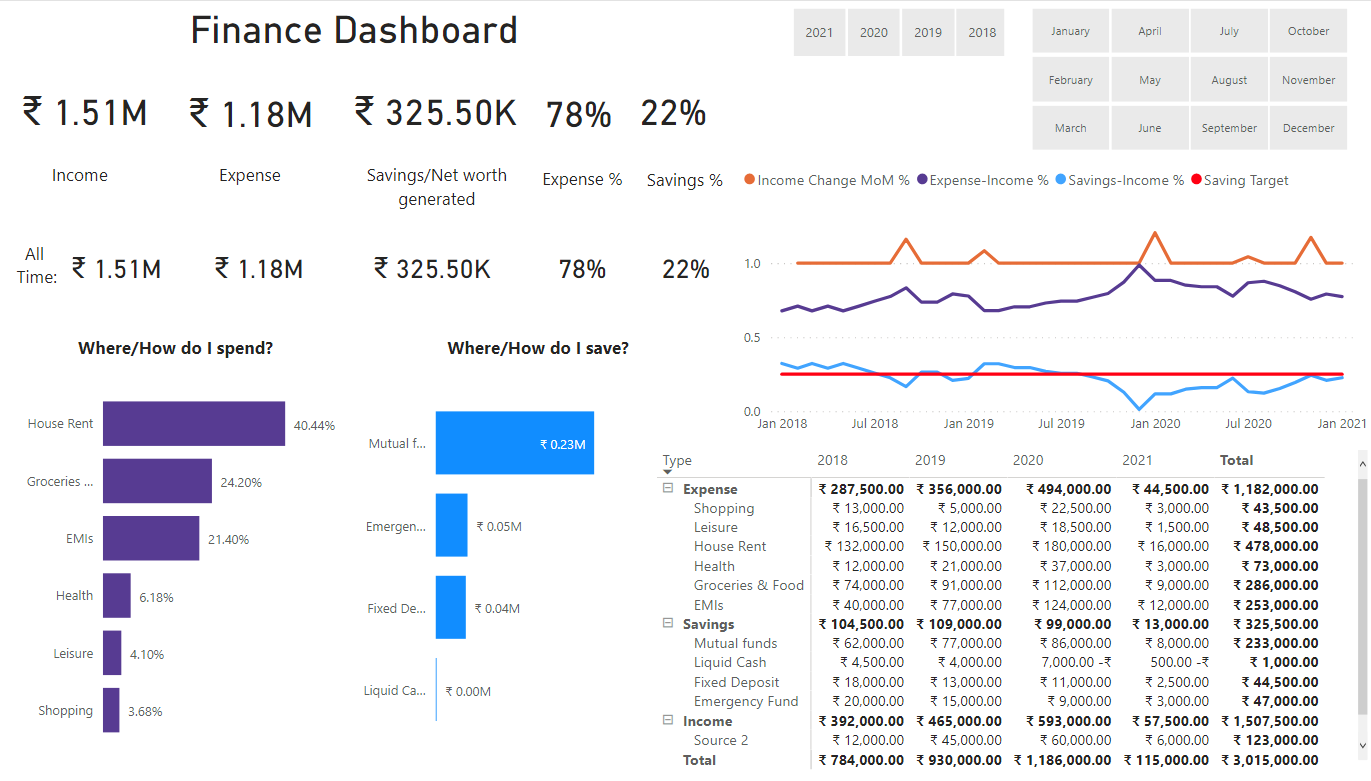 Finance Dashboard
2021 2020 2019 2018
January April July October
February May August November
March June September December
₹ 1.51M ₹ 1.18M ₹ 325.50K 78% 22%
Income Expense Savings/Net worth
generated
Expense % Savings %
All
Time:
₹ 1.51M ₹ 1.18M ₹ 325.50K 78% 22%
Income Change MoM % Expense-Income % Savings-Income % Saving Target
1.0
0.5
0.0
Jan 2018 Jul 2018 Jan 2019 Jul 2019 Jan 2020 Jul 2020 Jan 2021
Where/How do I spend?
House Rent 40.44%
Groceries ... 24.20%
EMIs 21.40%
Health 6.18%
Leisure 4.10%
Shopping 3.68%
Where/How do I save?
Mutual f... ₹ 0.23M
Emergen... ₹ 0.05M
Fixed De... ₹ 0.04M
Liquid Ca... ₹ 0.00M
Type 2018 2019 2020 2021 Total
Expense ₹ 287,500.00 ₹ 356,000.00 ₹ 494,000.00 ₹ 44,500.00 ₹ 1,182,000.00
Shopping ₹ 13,000.00 ₹ 5,000.00 ₹ 22,500.00 ₹ 3,000.00 ₹ 43,500.00
Leisure ₹ 16,500.00 ₹ 12,000.00 ₹ 18,500.00 ₹ 1,500.00 ₹ 48,500.00
House Rent ₹ 132,000.00 ₹ 150,000.00 ₹ 180,000.00 ₹ 16,000.00 ₹ 478,000.00
Health ₹ 12,000.00 ₹ 21,000.00 ₹ 37,000.00 ₹ 3,000.00 ₹ 73,000.00
Groceries & Food ₹ 74,000.00 ₹ 91,000.00 ₹ 112,000.00 ₹ 9,000.00 ₹ 286,000.00
EMIs ₹ 40,000.00 ₹ 77,000.00 ₹ 124,000.00 ₹ 12,000.00 ₹ 253,000.00
Savings ₹ 104,500.00 ₹ 109,000.00 ₹ 99,000.00 ₹ 13,000.00 ₹ 325,500.00
Mutual funds ₹ 62,000.00 ₹ 77,000.00 ₹ 86,000.00 ₹ 8,000.00 ₹ 233,000.00
Liquid Cash ₹ 4,500.00 ₹ 4,000.00 7,000.00 -₹ 500.00 -₹ ₹ 1,000.00
Fixed Deposit ₹ 18,000.00 ₹ 13,000.00 ₹ 11,000.00 ₹ 2,500.00 ₹ 44,500.00
Emergency Fund ₹ 20,000.00 ₹ 15,000.00 ₹ 9,000.00 ₹ 3,000.00 ₹ 47,000.00
Income ₹ 392,000.00 ₹ 465,000.00 ₹ 593,000.00 ₹ 57,500.00 ₹ 1,507,500.00
Source 2 ₹ 12,000.00 ₹ 45,000.00 ₹ 60,000.00 ₹ 6,000.00 ₹ 123,000.00
Total ₹ 784,000.00 ₹ 930,000.00 ₹ 1,186,000.00 ₹ 115,000.00 ₹ 3,015,000.00